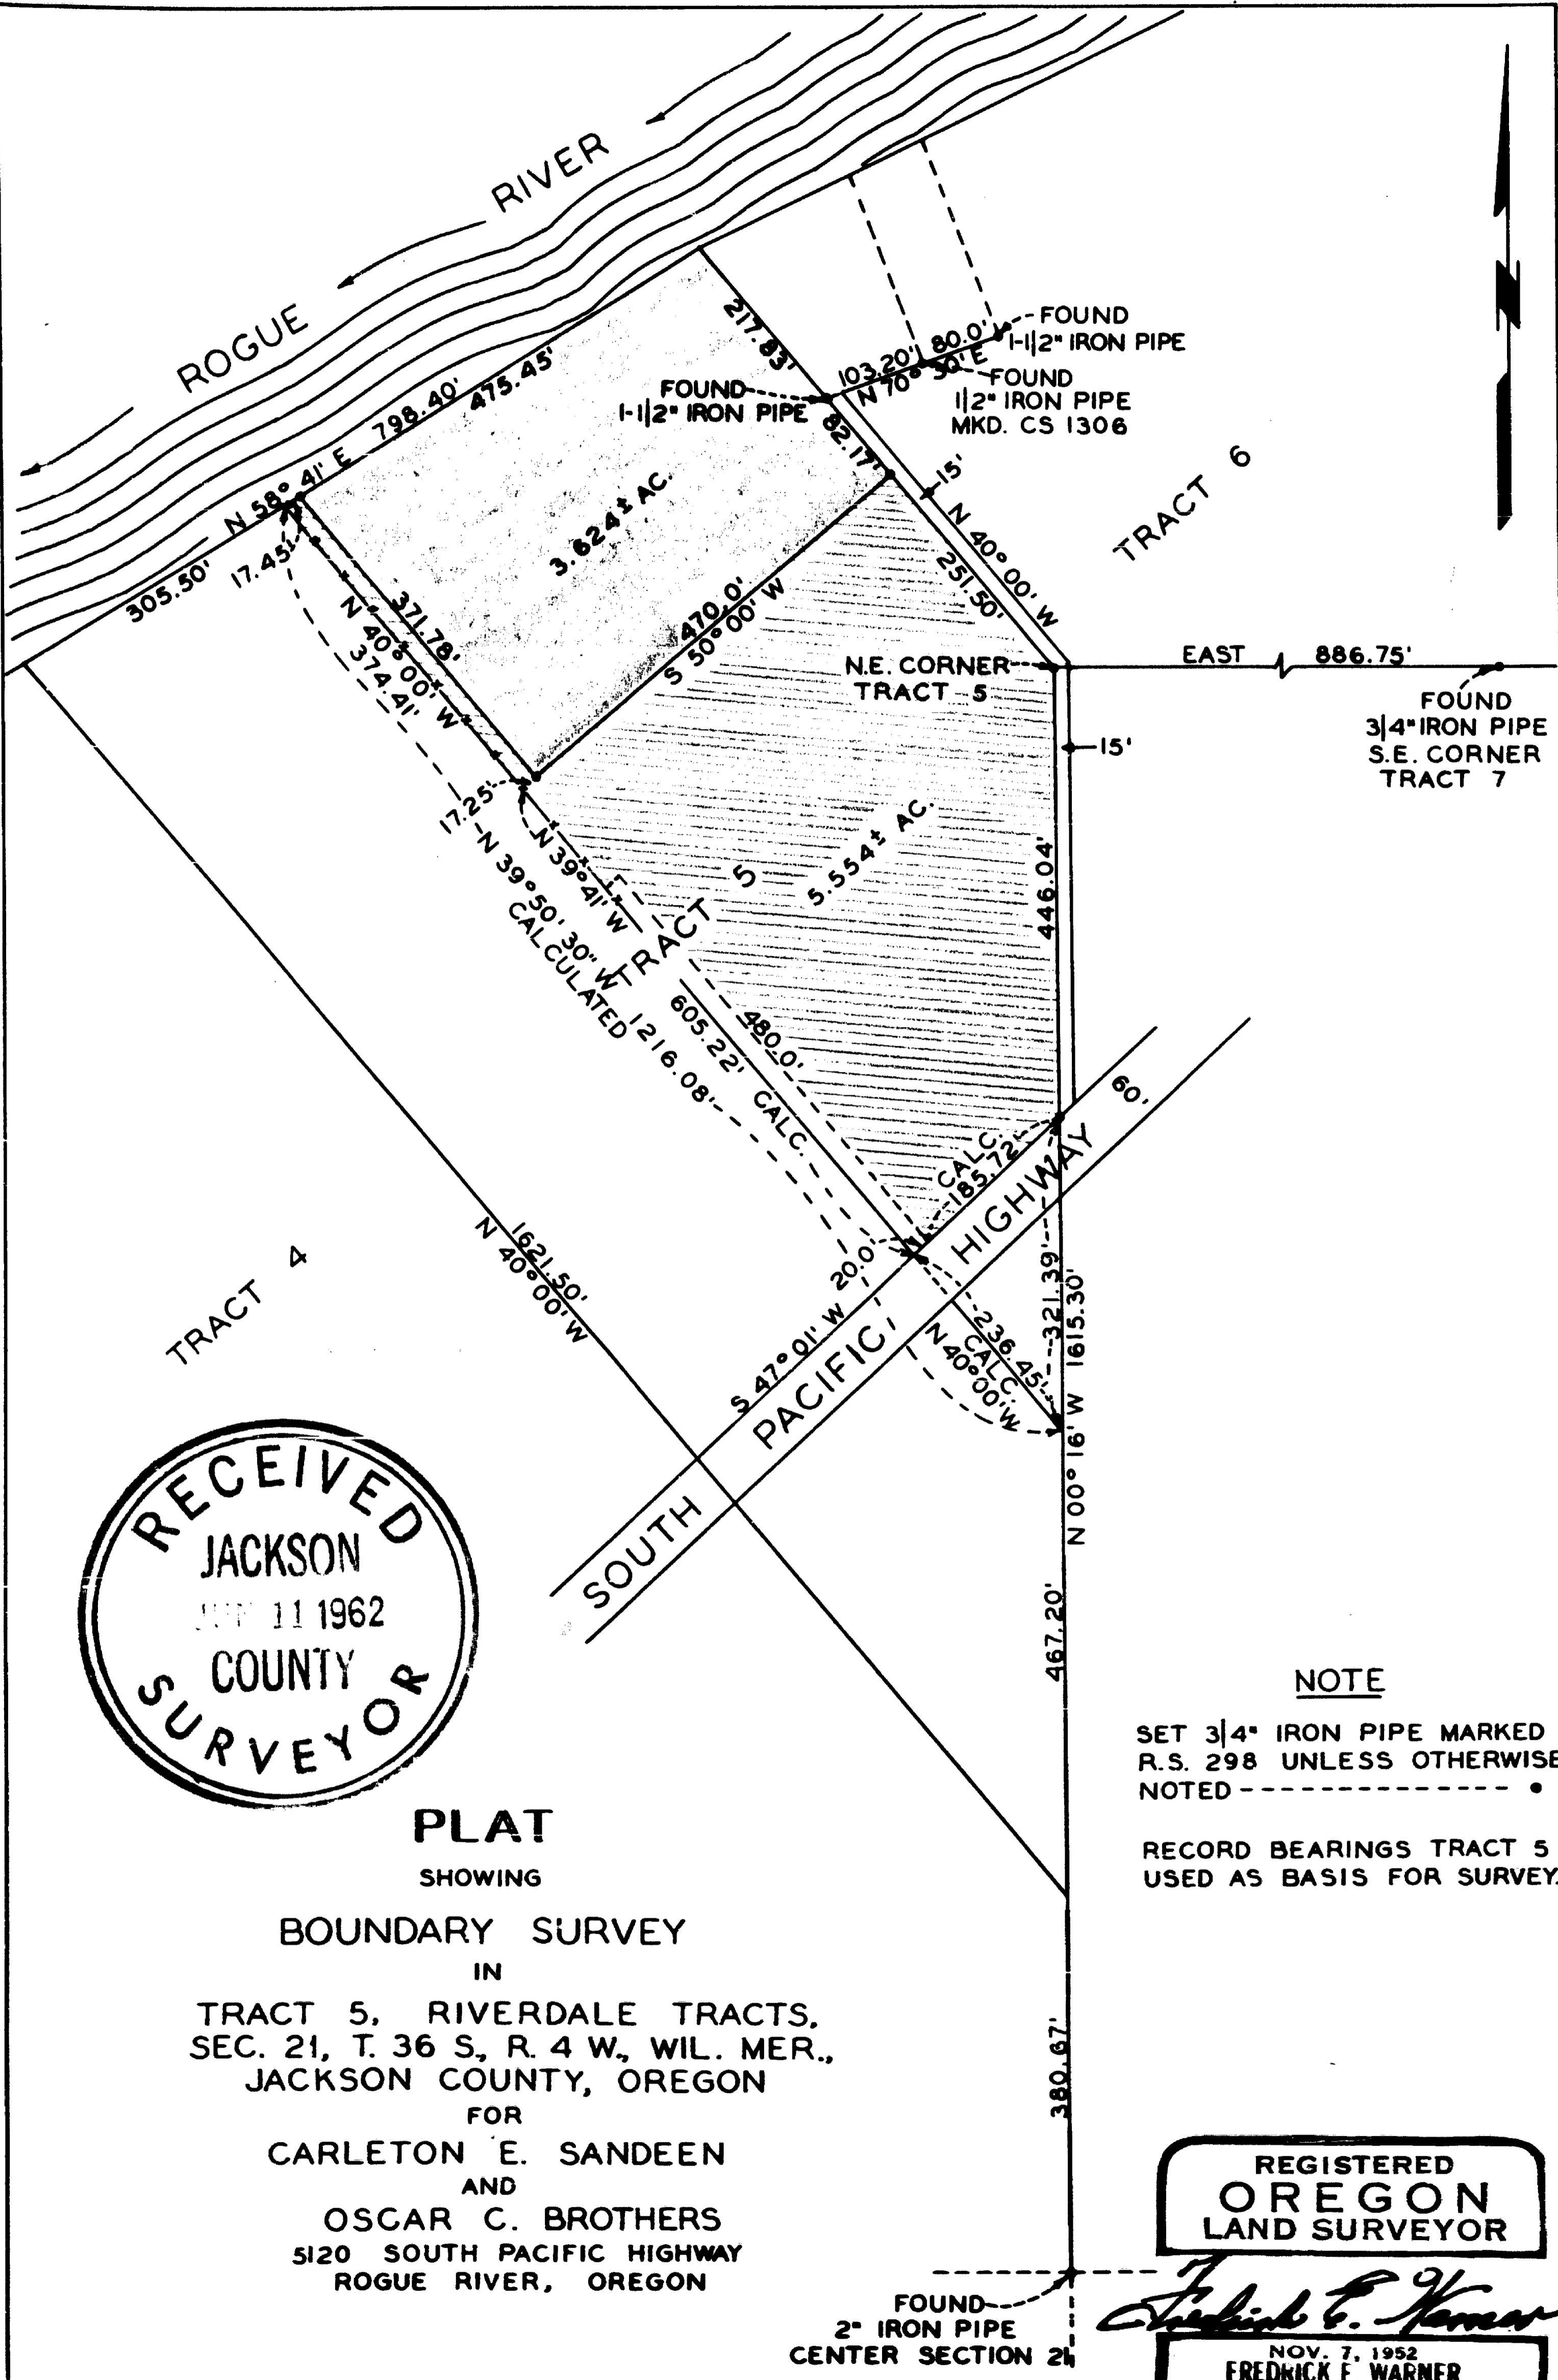 ROGUE RIVER
217.83'
FOUND
1-1/2" IRON PIPE
80.0'
103.20'
N 70° 50' E
FOUND
1/2" IRON PIPE
MKD. CS 1306
FOUND
1-1/2" IRON PIPE
82.17'
475.45'
798.40'
N 58° 41' E
305.50'
17.45'
3.624± AC.
15'
N 40° 00' W
251.50'
TRACT 6
371.78'
N 40° 00' W
374.41'
470.0'
S 50° 00' W
N.E. CORNER
TRACT 5
EAST 886.75'
FOUND
3/4" IRON PIPE
S.E. CORNER
TRACT 7
15'
17.25'
N 39° 41' W
N 39° 50' 30" W
CALCULATED
1216.08'
TRACT 5
5.554± AC.
446.04'
605.22' CALC.
480.0'
60'
CALC.
185.72'
20.0'
SOUTH PACIFIC HIGHWAY
S 47° 01' W
321.39'
236.45'
CALC.
N 40° 00' W
N 00° 16' W 1615.30'
TRACT 4
1621.50'
N 40° 00' W
467.20'
380.67'
RECEIVED
JACKSON
11 1962
COUNTY
SURVEYOR
NOTE
SET 3/4" IRON PIPE MARKED
R.S. 298 UNLESS OTHERWISE
NOTED
RECORD BEARINGS TRACT 5
USED AS BASIS FOR SURVEY.
PLAT
SHOWING
BOUNDARY SURVEY
IN
TRACT 5, RIVERDALE TRACTS,
SEC. 21, T. 36 S., R. 4 W., WIL. MER.,
JACKSON COUNTY, OREGON
FOR
CARLETON E. SANDEEN
AND
OSCAR C. BROTHERS
5120 SOUTH PACIFIC HIGHWAY
ROGUE RIVER, OREGON
FOUND
2" IRON PIPE
CENTER SECTION 21
REGISTERED
OREGON
LAND SURVEYOR
Fredrick E. Warner
NOV. 7, 1952
FREDRICK E. WARNER
N